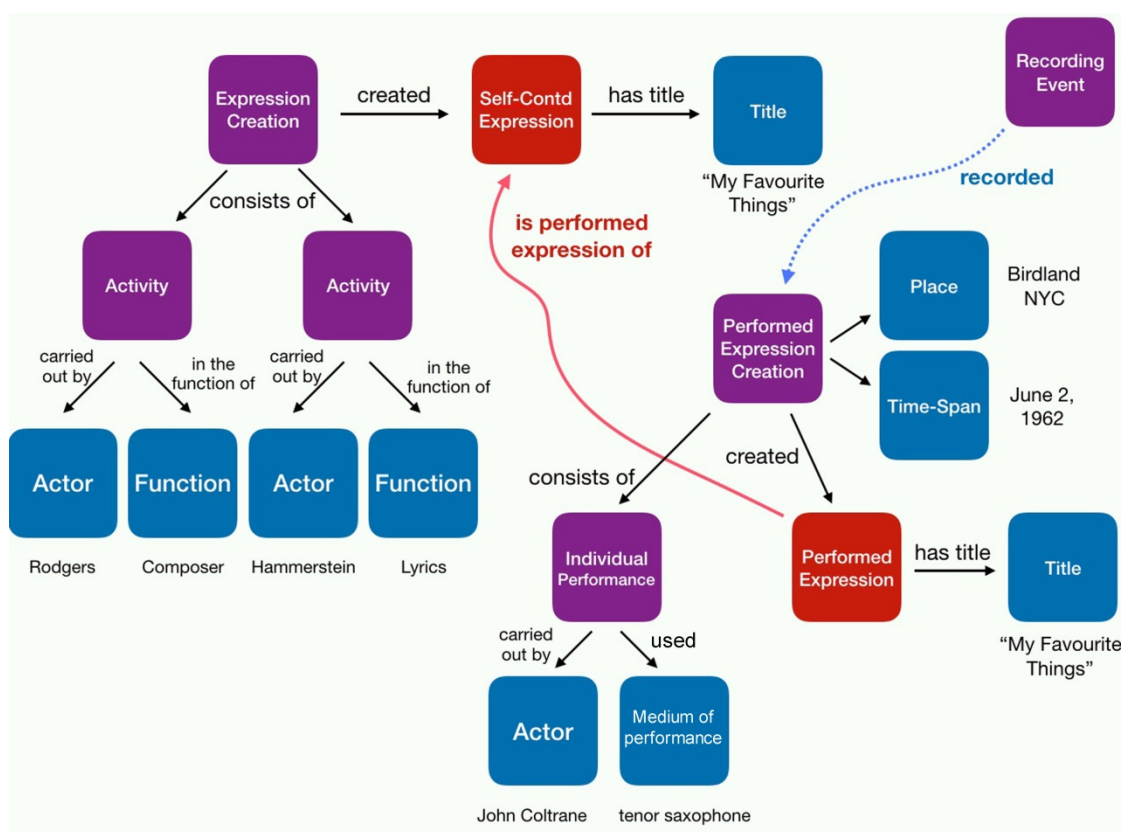 Expression
Creation
created
Self-Contd
Expression
has title
Title
"My Favourite
Things"
Recording
Event
recorded
consists of
is performed
expression of
Activity
Activity
Place
Birdland
NYC
Performed
Expression
Creation
Time-Span
June 2,
1962
carried
out by
in the
function of
carried
out by
in the
function of
Actor
Function
Actor
Function
Rodgers
Composer
Hammerstein
Lyrics
consists of
created
Individual
Performance
Performed
Expression
has title
Title
"My Favourite
Things"
carried
out by
used
Actor
Medium of
performance
John Coltrane
tenor saxophone